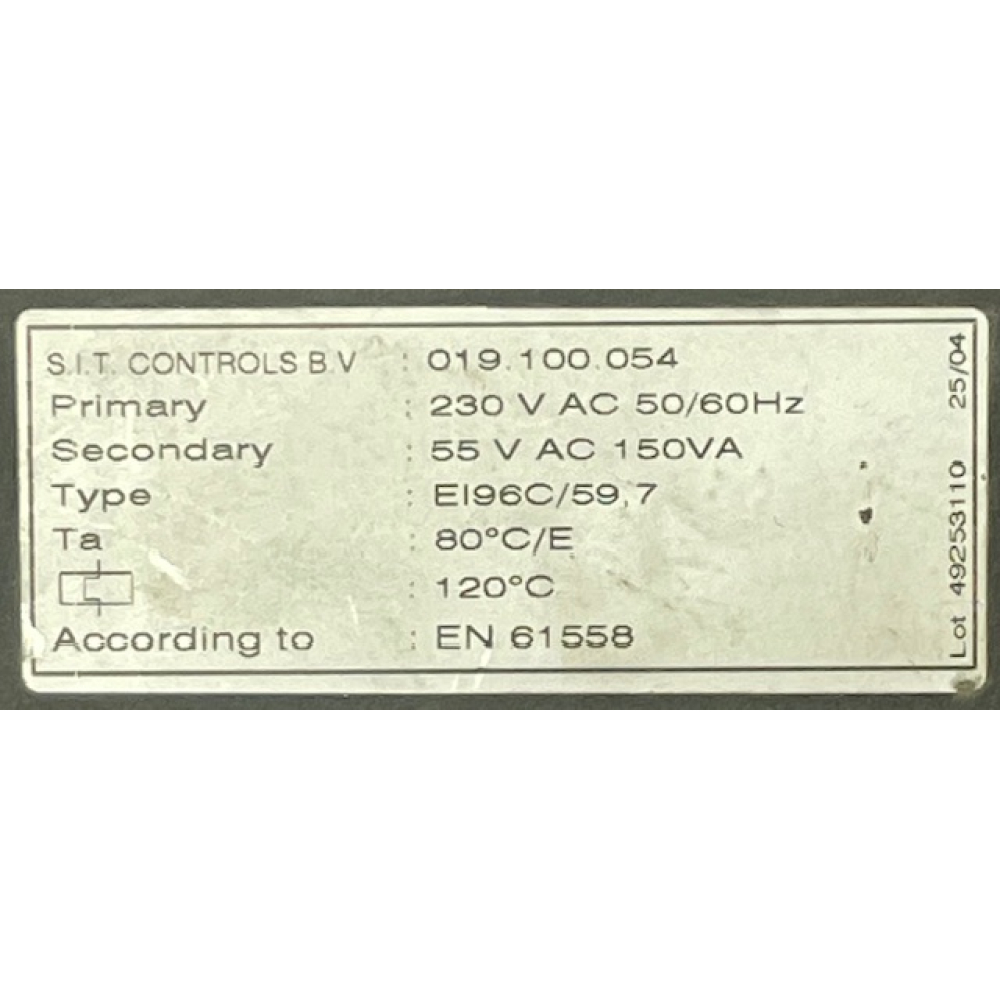 S.I.T. CONTROLS B.V : 019.100.054
Primary : 230 V AC 50/60Hz
Secondary : 55 V AC 150VA
Type : EI96C/59,7
Ta : 80°C/E
: 120°C
According to : EN 61558
Lot 49253110 25/04